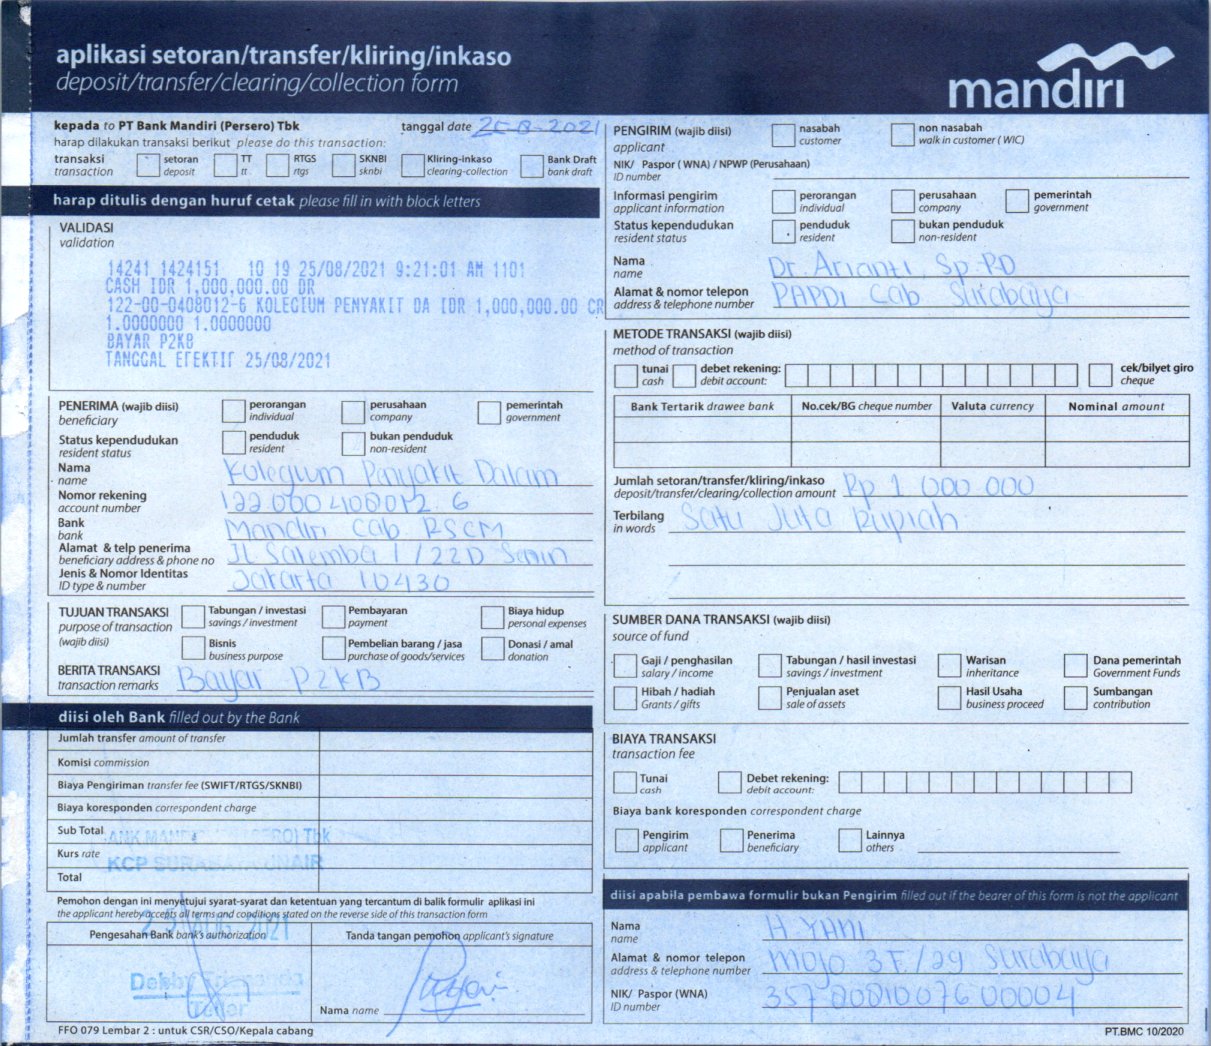 aplikasi setoran/transfer/kliring/inkaso
deposit/transfer/clearing/collection form
mandiri
kepada to PT Bank Mandiri (Persero) Tbk
tanggal date 25-8-2021
harap dilakukan transaksi berikut please do this transaction:
transaksi transaction
setoran deposit
TT tt
RTGS rtgs
SKNBI sknbi
Kliring-inkaso clearing-collection
Bank Draft bank draft
harap ditulis dengan huruf cetak please fill in with block letters
VALIDASI
validation
14241 1424151 10 19 25/08/2021 9:21:01 AM 1101
CASH IDR 1,000,000.00 DR
122-00-0408012-6 KOLEGIUM PENYAKIT DA IDR 1,000,000.00 CR
1.0000000 1.0000000
BAYAR P2KB
TANGGAL EFEKTIF 25/08/2021
PENERIMA (wajib diisi)
beneficiary
perorangan individual
perusahaan company
pemerintah government
Status kependudukan
resident status
penduduk resident
bukan penduduk non-resident
Nama
name
Kolegium Penyakit Dalam
Nomor rekening
account number
122.000408012.6
Bank
bank
Mandiri Cab RSCM
Alamat & telp penerima
beneficiary address & phone no
Jl Salemba 1/22D Senin
Jenis & Nomor Identitas
ID type & number
Jakarta 10430
TUJUAN TRANSAKSI
purpose of transaction
(wajib diisi)
Tabungan / investasi savings / investment
Pembayaran payment
Biaya hidup personal expenses
Bisnis business purpose
Pembelian barang / jasa purchase of goods/services
Donasi / amal donation
BERITA TRANSAKSI
transaction remarks
Bayar P2KB
diisi oleh Bank filled out by the Bank
Jumlah transfer amount of transfer
Komisi commission
Biaya Pengiriman transfer fee (SWIFT/RTGS/SKNBI)
Biaya koresponden correspondent charge
Sub Total
Kurs rate
Total
KCP SURABAYA UNAIR
Pemohon dengan ini menyetujui syarat-syarat dan ketentuan yang tercantum di balik formulir aplikasi ini
the applicant hereby accepts all terms and conditions stated on the reverse side of this transaction form
Pengesahan Bank bank's authorization
Tanda tangan pemohon applicant's signature
AUG 2021
Debby
Teller
Nama name
FFO 079 Lembar 2 : untuk CSR/CSO/Kepala cabang
PENGIRIM (wajib diisi)
applicant
nasabah customer
non nasabah walk in customer ( WIC)
NIK/ Paspor ( WNA) / NPWP (Perusahaan)
ID number
Informasi pengirim
applicant information
perorangan individual
perusahaan company
pemerintah government
Status kependudukan
resident status
penduduk resident
bukan penduduk non-resident
Nama
name
Dr. Arianti, Sp.PD
Alamat & nomor telepon
address & telephone number
PAPDI Cab Surabaya
METODE TRANSAKSI (wajib diisi)
method of transaction
tunai cash
debet rekening: debit account:
cek/bilyet giro cheque
Bank Tertarik drawee bank
No.cek/BG cheque number
Valuta currency
Nominal amount
Jumlah setoran/transfer/kliring/inkaso
deposit/transfer/clearing/collection amount
Rp 1.000.000
Terbilang
in words
Satu Juta Rupiah
SUMBER DANA TRANSAKSI (wajib diisi)
source of fund
Gaji / penghasilan salary / income
Tabungan / hasil investasi savings / investment
Warisan inheritance
Dana pemerintah Government Funds
Hibah / hadiah Grants / gifts
Penjualan aset sale of assets
Hasil Usaha business proceed
Sumbangan contribution
BIAYA TRANSAKSI
transaction fee
Tunai cash
Debet rekening: debit account:
Biaya bank koresponden correspondent charge
Pengirim applicant
Penerima beneficiary
Lainnya others
diisi apabila pembawa formulir bukan Pengirim filled out if the bearer of this form is not the applicant
Nama
name
H. YANI
Alamat & nomor telepon
address & telephone number
Mojo 3F/29 Surabaya
NIK/ Paspor (WNA)
ID number
PT.BMC 10/2020